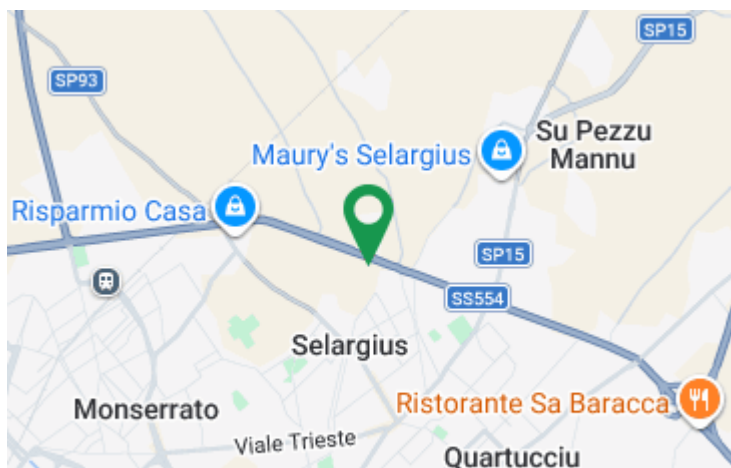 SP15
SP93
Maury's Selargius
Su Pezzu
Mannu
Risparmio Casa
SP15
SS554
Selargius
Monserrato
Ristorante Sa Baracca
Viale Trieste
Quartucciu